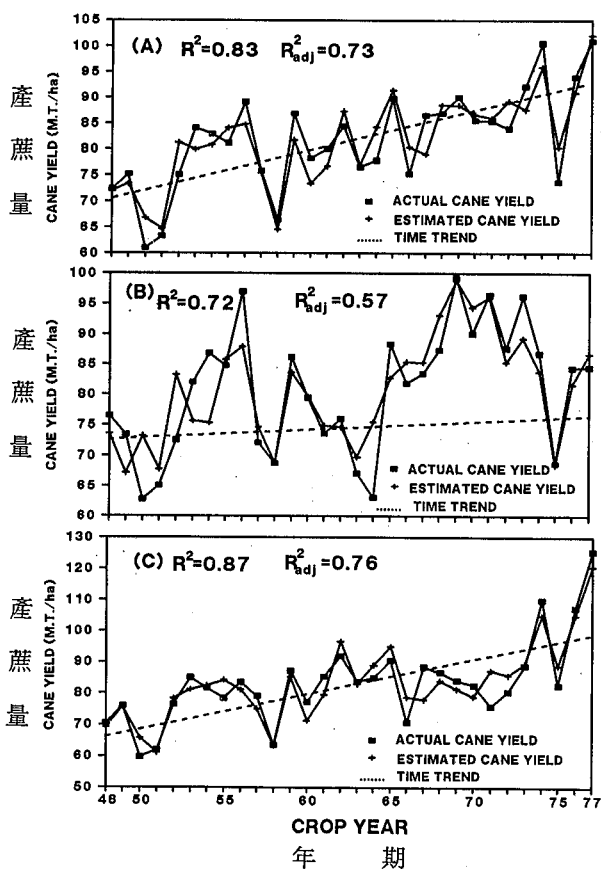 (A) R²=0.83 R²adj=0.73
產蔗量
CANE YIELD (M.T./ha)
105
100
95
90
85
80
75
70
65
60
ACTUAL CANE YIELD
ESTIMATED CANE YIELD
TIME TREND
(B) R²=0.72 R²adj=0.57
產蔗量
CANE YIELD (M.T./ha)
100
95
90
85
80
75
70
65
60
ACTUAL CANE YIELD
ESTIMATED CANE YIELD
TIME TREND
(C) R²=0.87 R²adj=0.76
產蔗量
CANE YIELD (M.T./ha)
130
120
110
100
90
80
70
60
50
ACTUAL CANE YIELD
ESTIMATED CANE YIELD
TIME TREND
48 50 55 60 65 70 75 77
CROP YEAR
年 期